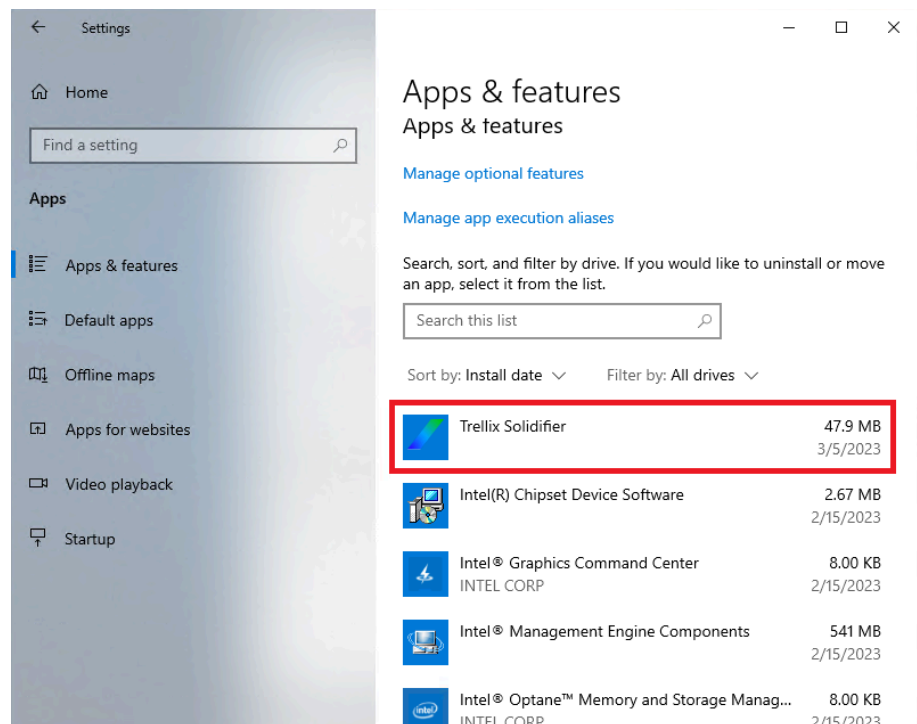 Settings
Home
Find a setting
Apps
Apps & features
Default apps
Offline maps
Apps for websites
Video playback
Startup
Apps & features
Apps & features
Manage optional features
Manage app execution aliases
Search, sort, and filter by drive. If you would like to uninstall or move
an app, select it from the list.
Search this list
Sort by: Install date Filter by: All drives
Trellix Solidifier 47.9 MB
3/5/2023
Intel(R) Chipset Device Software 2.67 MB
2/15/2023
Intel® Graphics Command Center 8.00 KB
INTEL CORP 2/15/2023
Intel® Management Engine Components 541 MB
2/15/2023
Intel® Optane™ Memory and Storage Manag... 8.00 KB
INTEL CORP 2/15/2023